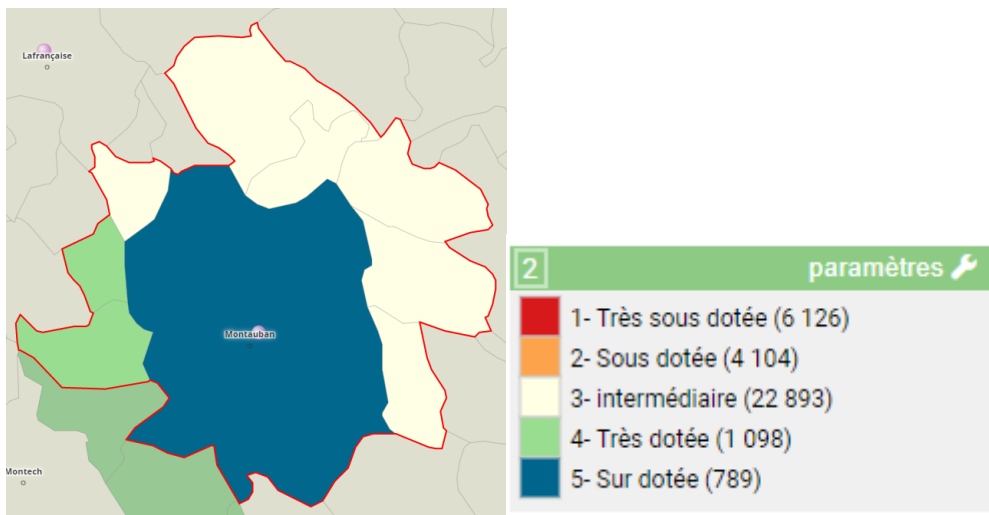 Lafrançaise
Montauban
Montech
2 paramètres
1- Très sous dotée (6 126)
2- Sous dotée (4 104)
3- intermédiaire (22 893)
4- Très dotée (1 098)
5- Sur dotée (789)